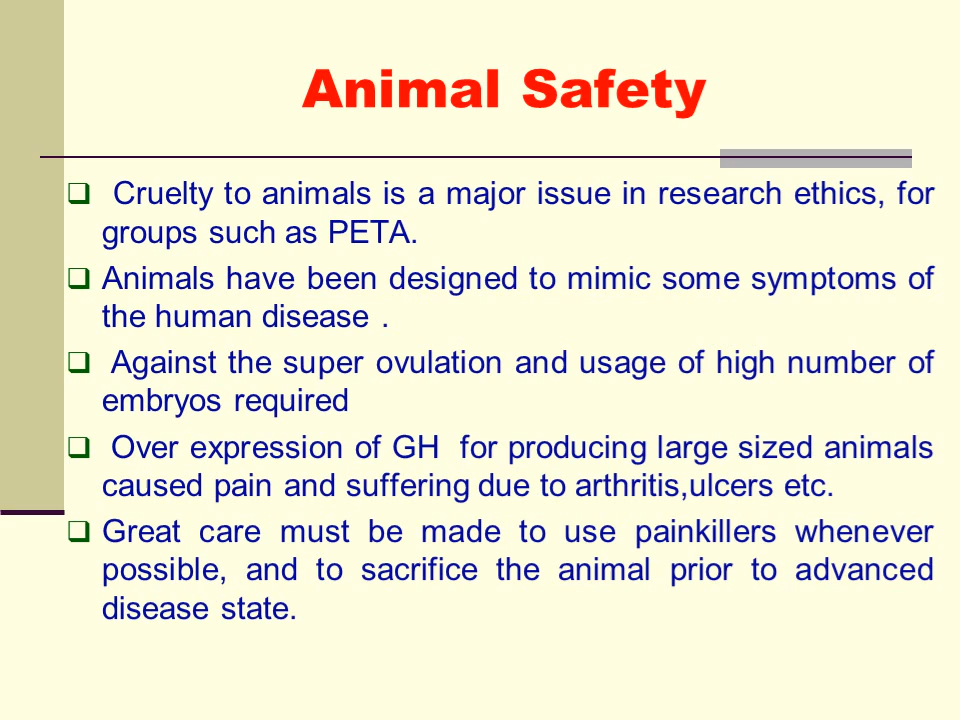 Animal Safety
❑ Cruelty to animals is a major issue in research ethics, for
groups such as PETA.
❑ Animals have been designed to mimic some symptoms of
the human disease .
❑ Against the super ovulation and usage of high number of
embryos required
❑ Over expression of GH for producing large sized animals
caused pain and suffering due to arthritis,ulcers etc.
❑ Great care must be made to use painkillers whenever
possible, and to sacrifice the animal prior to advanced
disease state.